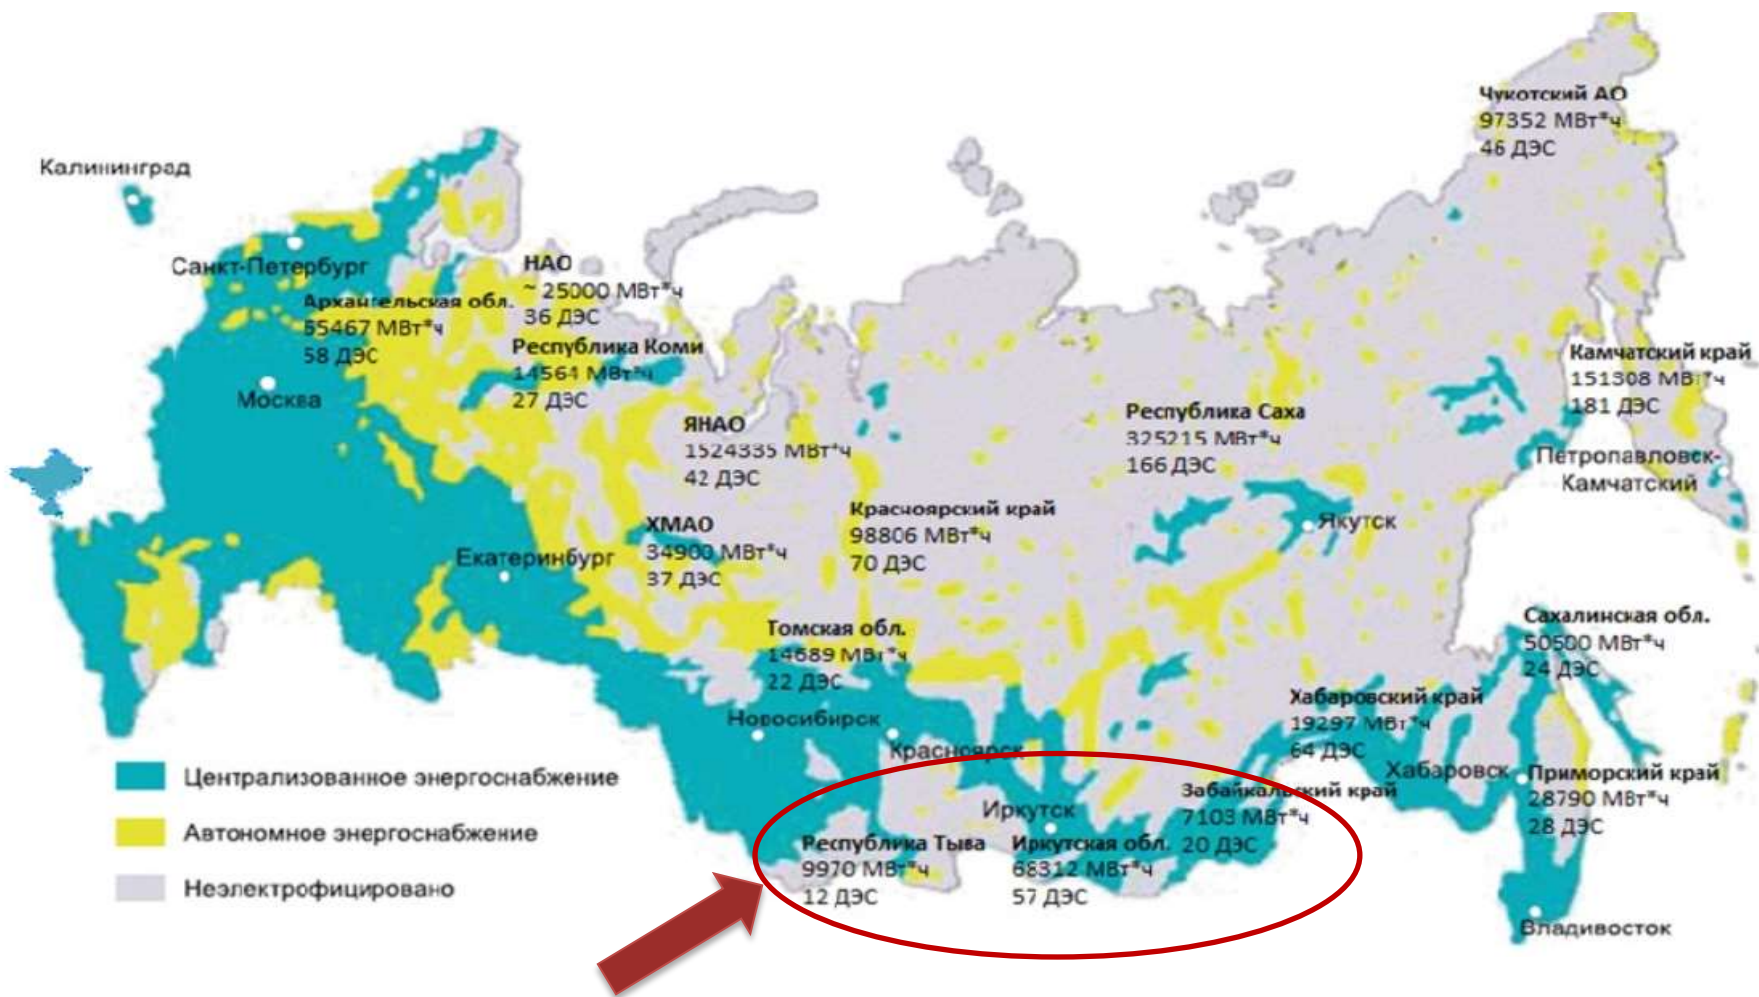 Чукотский АО
97352 МВт*ч
46 ДЭС
Калининград
Санкт-Петербург
НАО
~ 25000 МВт*ч
36 ДЭС
Архангельская обл.
55467 МВт*ч
58 ДЭС
Республика Коми
14564 МВт*ч
27 ДЭС
Москва
Камчатский край
151308 МВт*ч
181 ДЭС
Петропавловск-
Камчатский
ЯНАО
1524335 МВт*ч
42 ДЭС
Республика Саха
325215 МВт*ч
166 ДЭС
Якутск
Красноярский край
98806 МВт*ч
70 ДЭС
ХМАО
34900 МВт*ч
37 ДЭС
Екатеринбург
Томская обл.
14689 МВт*ч
22 ДЭС
Сахалинская обл.
50500 МВт*ч
24 ДЭС
Хабаровский край
19297 МВт*ч
64 ДЭС
Новосибирск
Красноярск
Хабаровск
Приморский край
28790 МВт*ч
28 ДЭС
Централизованное энергоснабжение
Автономное энергоснабжение
Неэлектрофицировано
Иркутск
Забайкальский край
7103 МВт*ч
20 ДЭС
Республика Тыва
9970 МВт*ч
12 ДЭС
Иркутская обл.
68312 МВт*ч
57 ДЭС
Владивосток